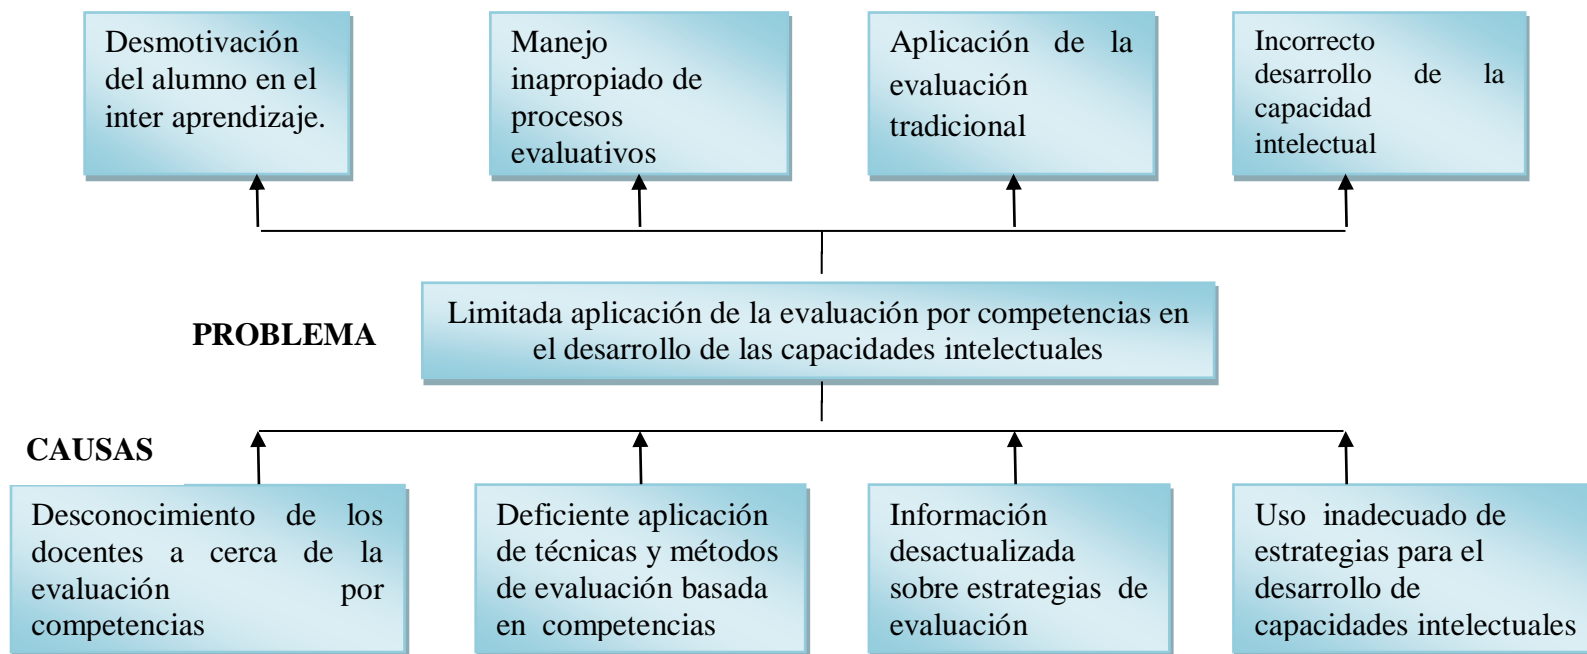 Desmotivación
del alumno en el
inter aprendizaje.
Manejo
inapropiado de
procesos
evaluativos
Aplicación de la
evaluación
tradicional
Incorrecto
desarrollo de la
capacidad
intelectual
PROBLEMA
Limitada aplicación de la evaluación por competencias en
el desarrollo de las capacidades intelectuales
CAUSAS
Desconocimiento de los
docentes a cerca de la
evaluación por
competencias
Deficiente aplicación
de técnicas y métodos
de evaluación basada
en competencias
Información
desactualizada
sobre estrategias de
evaluación
Uso inadecuado de
estrategias para el
desarrollo de
capacidades intelectuales